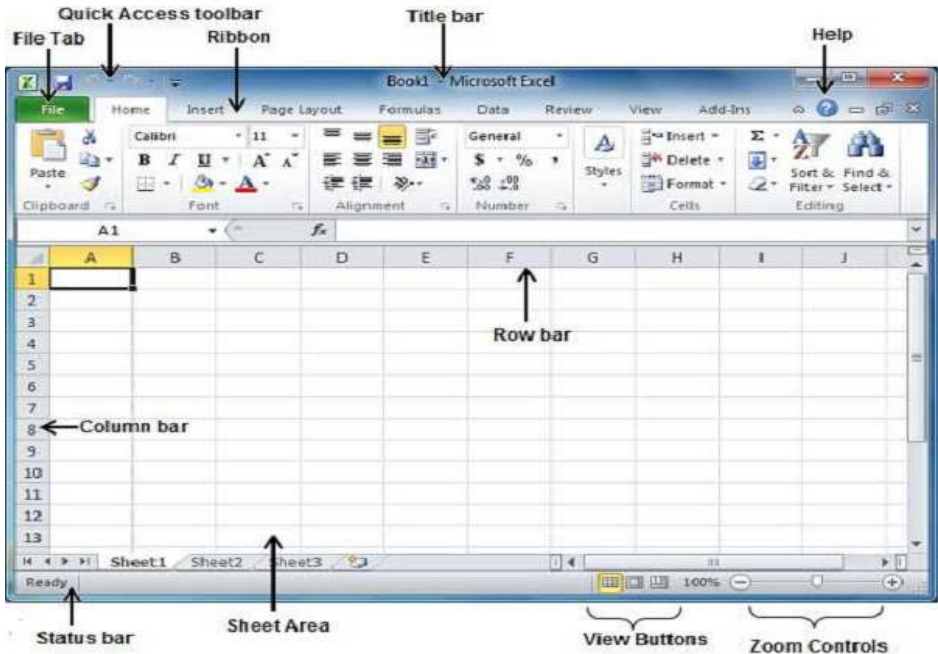 Quick Access toolbar
Title bar
File Tab
Ribbon
Help
Book1 - Microsoft Excel
File Home Insert Page Layout Formulas Data Review View Add-Ins
Calibri 11 General Insert Σ
Paste B I U A A $ % , Styles Delete Sort & Filter Find & Select
A Format
Clipboard Font Alignment Number Cells Editing
A1 fx
A B C D E F G H I J
1
2
3
Row bar
4
5
6
7
8 Column bar
9
10
11
12
13
Sheet1 Sheet2 Sheet3
Ready 100%
Status bar
Sheet Area
View Buttons
Zoom Controls